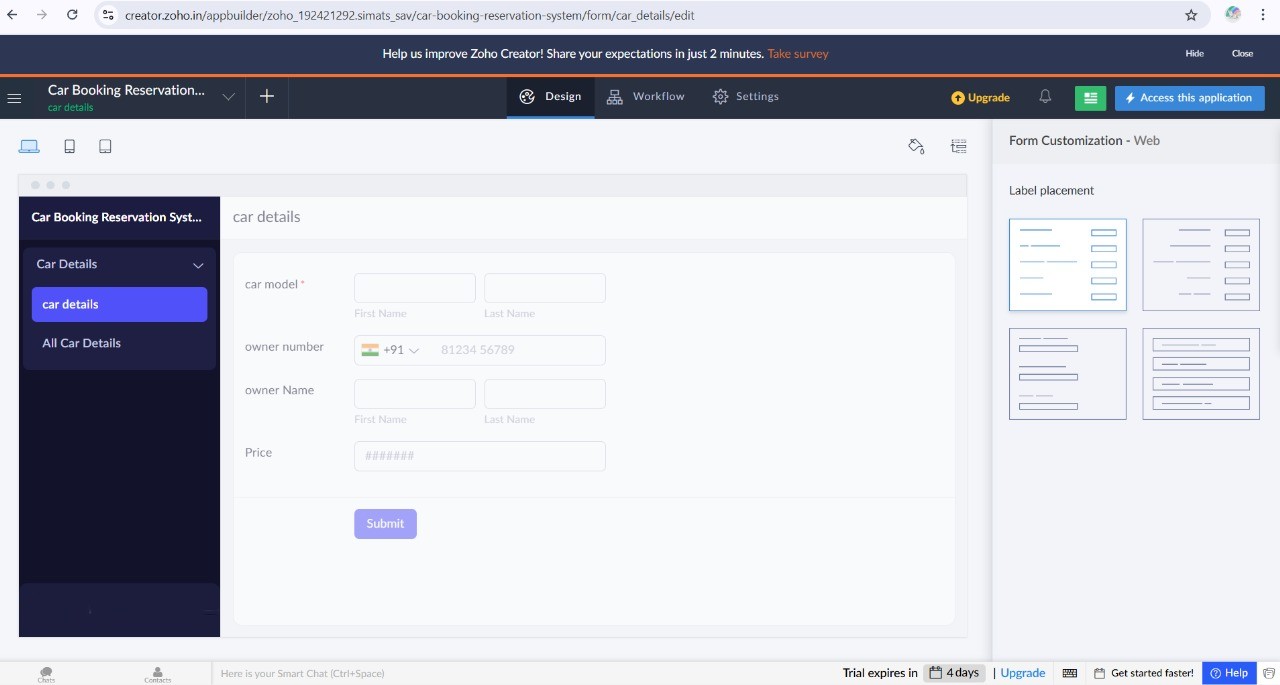 creator.zoho.in/appbuilder/zoho_192421292.simats_sav/car-booking-reservation-system/form/car_details/edit
Help us improve Zoho Creator! Share your expectations in just 2 minutes. Take survey
Hide
Close
Car Booking Reservation...
car details
Design
Workflow
Settings
Upgrade
Access this application
Form Customization - Web
Label placement
Car Booking Reservation Syst...
car details
Car Details
car details
All Car Details
car model *
First Name
Last Name
owner number
+91
81234 56789
owner Name
First Name
Last Name
Price
#######
Submit
Chats
Contacts
Here is your Smart Chat (Ctrl+Space)
Trial expires in 4 days | Upgrade
Get started faster!
Help